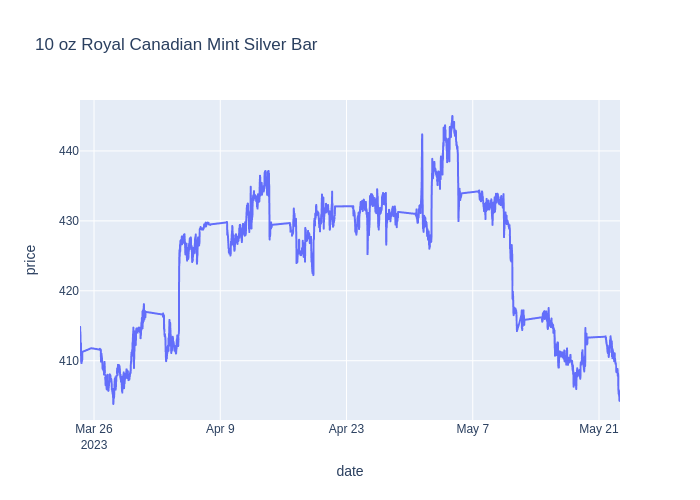 10 oz Royal Canadian Mint Silver Bar
price
440
430
420
410
Mar 26
2023
Apr 9
Apr 23
May 7
May 21
date